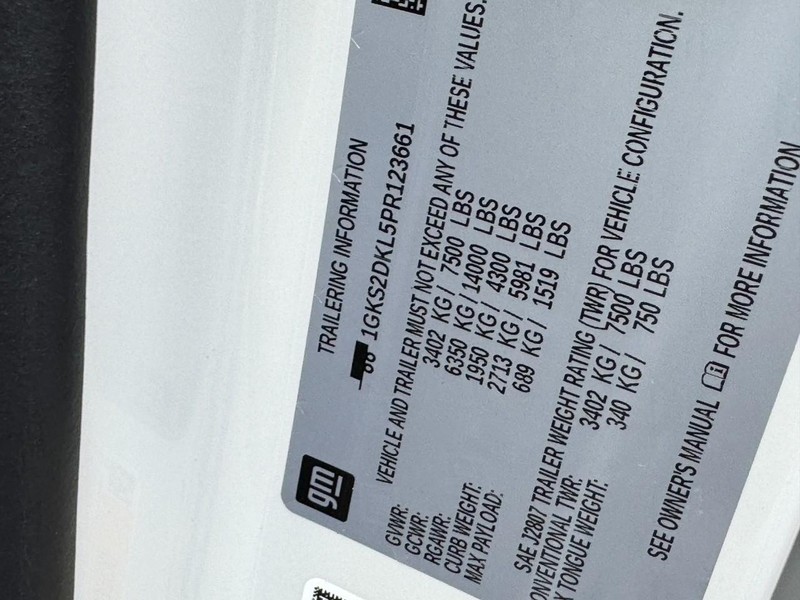 gm
TRAILERING INFORMATION
1GKS2DKL5PR123661
VEHICLE AND TRAILER MUST NOT EXCEED ANY OF THESE VALUES.
GVWR: 3402 KG / 7500 LBS
GCWR: 6350 KG / 14000 LBS
RGAWR: 1950 KG / 4300 LBS
CURB WEIGHT: 2713 KG / 5981 LBS
MAX PAYLOAD: 689 KG / 1519 LBS
SAE J2807 TRAILER WEIGHT RATING (TWR) FOR VEHICLE CONFIGURATION.
ONVENTIONAL TWR: 3402 KG / 7500 LBS
X TONGUE WEIGHT: 340 KG / 750 LBS
SEE OWNER'S MANUAL FOR MORE INFORMATION